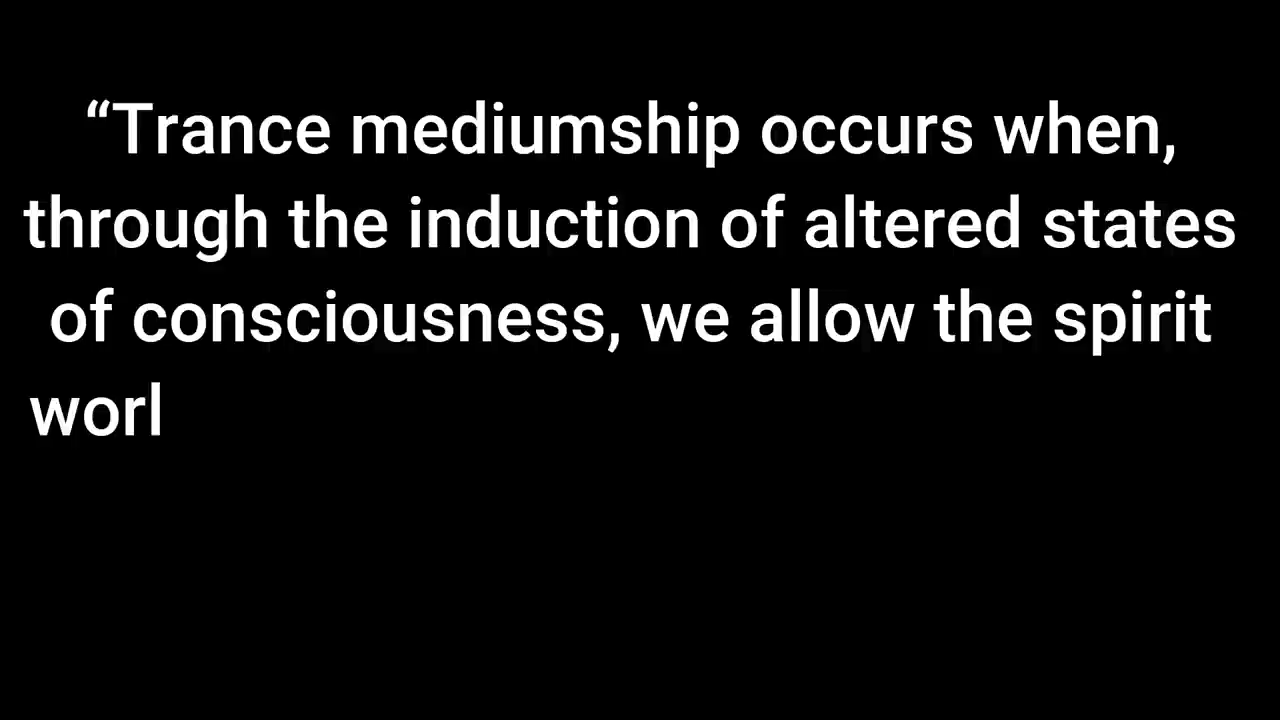 “Trance mediumship occurs when,
through the induction of altered states
of consciousness, we allow the spirit
worl